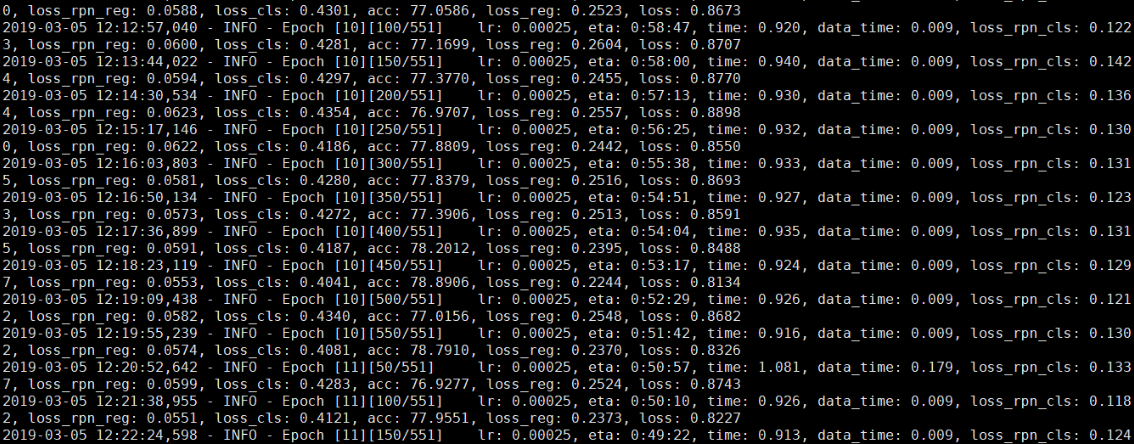 0, loss_rpn_reg: 0.0588, loss_cls: 0.4301, acc: 77.0586, loss_reg: 0.2523, loss: 0.8673
2019-03-05 12:12:57,040 - INFO - Epoch [10][100/551]    lr: 0.00025, eta: 0:58:47, time: 0.920, data_time: 0.009, loss_rpn_cls: 0.122
3, loss_rpn_reg: 0.0600, loss_cls: 0.4281, acc: 77.1699, loss_reg: 0.2604, loss: 0.8707
2019-03-05 12:13:44,022 - INFO - Epoch [10][150/551]    lr: 0.00025, eta: 0:58:00, time: 0.940, data_time: 0.009, loss_rpn_cls: 0.142
4, loss_rpn_reg: 0.0594, loss_cls: 0.4297, acc: 77.3770, loss_reg: 0.2455, loss: 0.8770
2019-03-05 12:14:30,534 - INFO - Epoch [10][200/551]    lr: 0.00025, eta: 0:57:13, time: 0.930, data_time: 0.009, loss_rpn_cls: 0.136
4, loss_rpn_reg: 0.0623, loss_cls: 0.4354, acc: 76.9707, loss_reg: 0.2557, loss: 0.8898
2019-03-05 12:15:17,146 - INFO - Epoch [10][250/551]    lr: 0.00025, eta: 0:56:25, time: 0.932, data_time: 0.009, loss_rpn_cls: 0.130
0, loss_rpn_reg: 0.0622, loss_cls: 0.4186, acc: 77.8809, loss_reg: 0.2442, loss: 0.8550
2019-03-05 12:16:03,803 - INFO - Epoch [10][300/551]    lr: 0.00025, eta: 0:55:38, time: 0.933, data_time: 0.009, loss_rpn_cls: 0.131
5, loss_rpn_reg: 0.0581, loss_cls: 0.4280, acc: 77.8379, loss_reg: 0.2516, loss: 0.8693
2019-03-05 12:16:50,134 - INFO - Epoch [10][350/551]    lr: 0.00025, eta: 0:54:51, time: 0.927, data_time: 0.009, loss_rpn_cls: 0.123
3, loss_rpn_reg: 0.0573, loss_cls: 0.4272, acc: 77.3906, loss_reg: 0.2513, loss: 0.8591
2019-03-05 12:17:36,899 - INFO - Epoch [10][400/551]    lr: 0.00025, eta: 0:54:04, time: 0.935, data_time: 0.009, loss_rpn_cls: 0.131
5, loss_rpn_reg: 0.0591, loss_cls: 0.4187, acc: 78.2012, loss_reg: 0.2395, loss: 0.8488
2019-03-05 12:18:23,119 - INFO - Epoch [10][450/551]    lr: 0.00025, eta: 0:53:17, time: 0.924, data_time: 0.009, loss_rpn_cls: 0.129
7, loss_rpn_reg: 0.0553, loss_cls: 0.4041, acc: 78.8906, loss_reg: 0.2244, loss: 0.8134
2019-03-05 12:19:09,438 - INFO - Epoch [10][500/551]    lr: 0.00025, eta: 0:52:29, time: 0.926, data_time: 0.009, loss_rpn_cls: 0.121
2, loss_rpn_reg: 0.0582, loss_cls: 0.4340, acc: 77.0156, loss_reg: 0.2548, loss: 0.8682
2019-03-05 12:19:55,239 - INFO - Epoch [10][550/551]    lr: 0.00025, eta: 0:51:42, time: 0.916, data_time: 0.009, loss_rpn_cls: 0.130
2, loss_rpn_reg: 0.0574, loss_cls: 0.4081, acc: 78.7910, loss_reg: 0.2370, loss: 0.8326
2019-03-05 12:20:52,642 - INFO - Epoch [11][50/551]     lr: 0.00025, eta: 0:50:57, time: 1.081, data_time: 0.179, loss_rpn_cls: 0.133
7, loss_rpn_reg: 0.0599, loss_cls: 0.4283, acc: 76.9277, loss_reg: 0.2524, loss: 0.8743
2019-03-05 12:21:38,955 - INFO - Epoch [11][100/551]    lr: 0.00025, eta: 0:50:10, time: 0.926, data_time: 0.009, loss_rpn_cls: 0.118
2, loss_rpn_reg: 0.0551, loss_cls: 0.4121, acc: 77.9551, loss_reg: 0.2373, loss: 0.8227
2019-03-05 12:22:24,598 - INFO - Epoch [11][150/551]    lr: 0.00025, eta: 0:49:22, time: 0.913, data_time: 0.009, loss_rpn_cls: 0.124